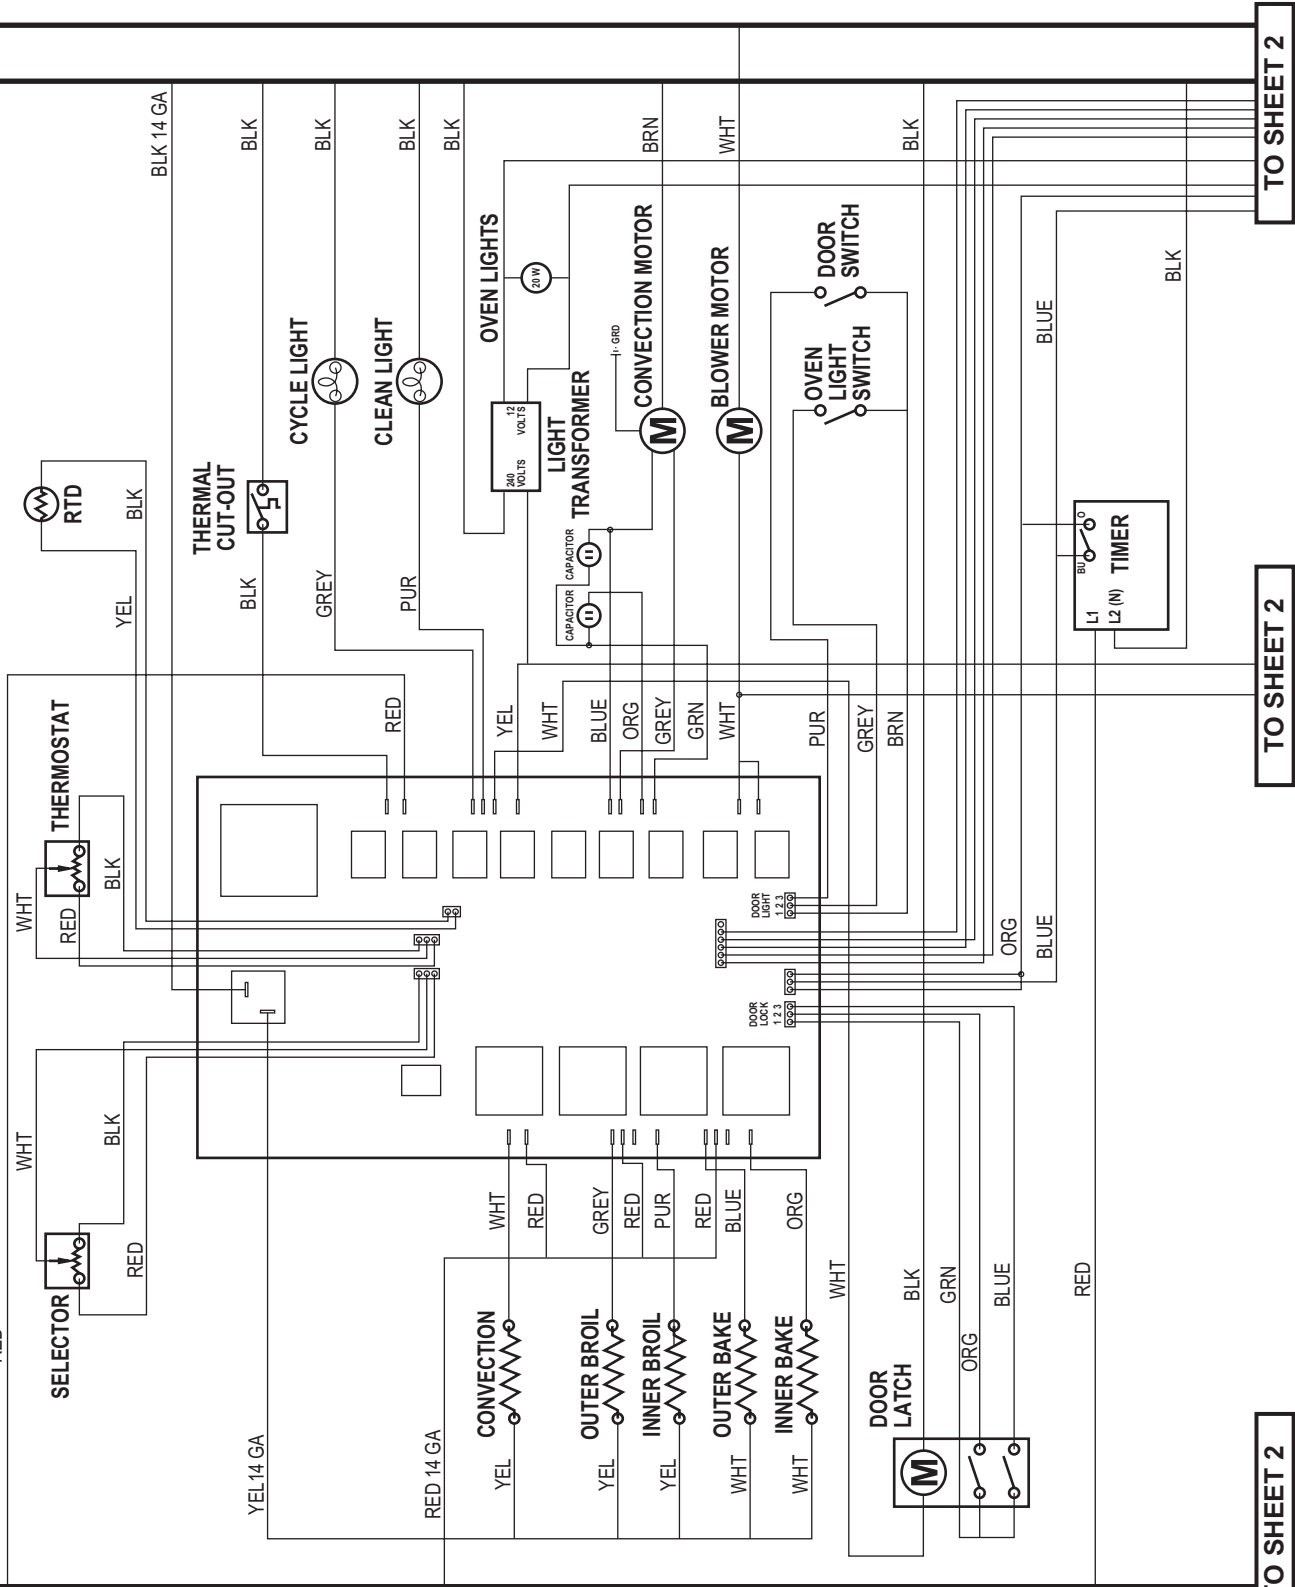 TO SHEET 2
BLK 14 GA
BLK
BLK
BLK
BLK
BRN
WHT
BLK
OVEN LIGHTS
20 W
CONVECTION MOTOR
GRD
BLOWER MOTOR
DOOR
SWITCH
OVEN
LIGHT
SWITCH
BLUE
BLK
CYCLE LIGHT
CLEAN LIGHT
12
VOLTS
240
VOLTS
LIGHT
TRANSFORMER
M
M
RTD
BLK
YEL
THERMAL
CUT-OUT
BLK
GREY
PUR
CAPACITOR
CAPACITOR
O
BU
TIMER
L1
L2 (N)
TO SHEET 2
THERMOSTAT
WHT
RED
BLK
RED
YEL
WHT
BLUE
ORG
GREY
GRN
WHT
PUR
GREY
BRN
DOOR
LIGHT
1 2 3
ORG
BLUE
DOOR
LOCK
1 2 3
WHT
BLK
RED
SELECTOR
WHT
RED
GREY
RED
PUR
RED
BLUE
ORG
WHT
BLK
GRN
BLUE
ORG
RED
CONVECTION
OUTER BROIL
INNER BROIL
OUTER BAKE
INNER BAKE
DOOR
LATCH
M
YEL 14 GA
RED 14 GA
YEL
YEL
YEL
WHT
WHT
TO SHEET 2